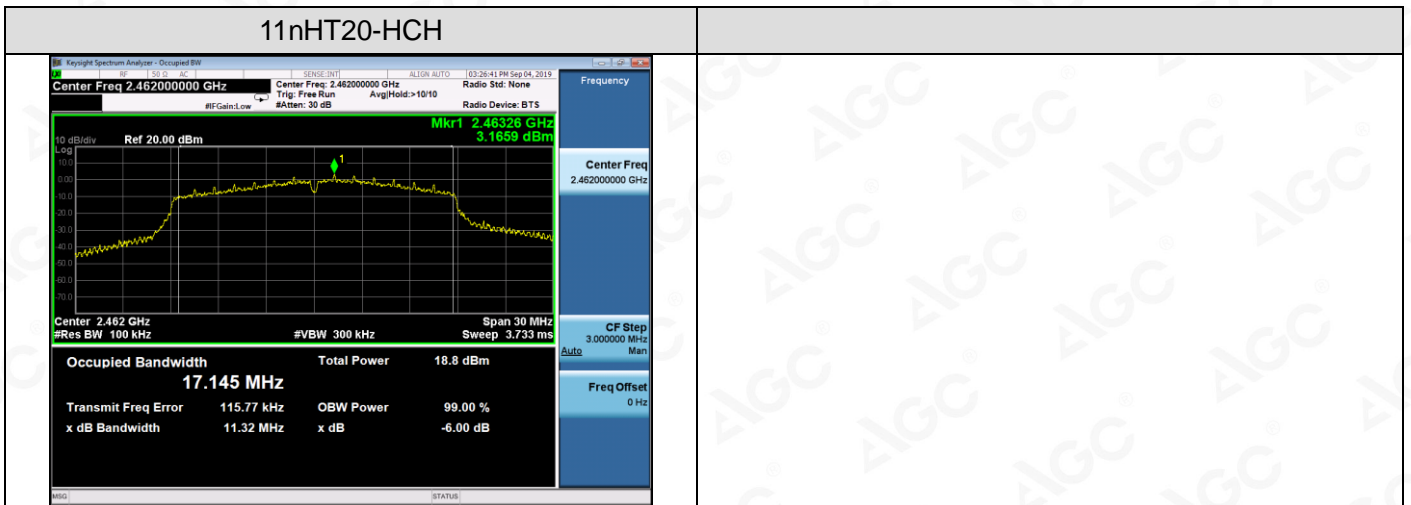 11nHT20-HCH
Keysight Spectrum Analyzer - Occupied BW
RF 50 Ω AC SENSE:INT ALIGN AUTO 03:26:41 PM Sep 04, 2019
Center Freq 2.462000000 GHz
Center Freq: 2.462000000 GHz
Radio Std: None
Trig: Free Run Avg|Hold:>10/10
#IFGain:Low #Atten: 30 dB
Radio Device: BTS
Frequency
Mkr1 2.46326 GHz
3.1659 dBm
10 dB/div Ref 20.00 dBm
Log
1
10.0
0.00
-10.0
-20.0
-30.0
-40.0
-50.0
-60.0
-70.0
Center 2.462 GHz Span 30 MHz
#Res BW 100 kHz #VBW 300 kHz Sweep 3.733 ms
Center Freq
2.462000000 GHz
CF Step
3.000000 MHz
Auto Man
Freq Offset
0 Hz
Occupied Bandwidth Total Power 18.8 dBm
17.145 MHz
Transmit Freq Error 115.77 kHz OBW Power 99.00 %
x dB Bandwidth 11.32 MHz x dB -6.00 dB
MSG STATUS
AGC